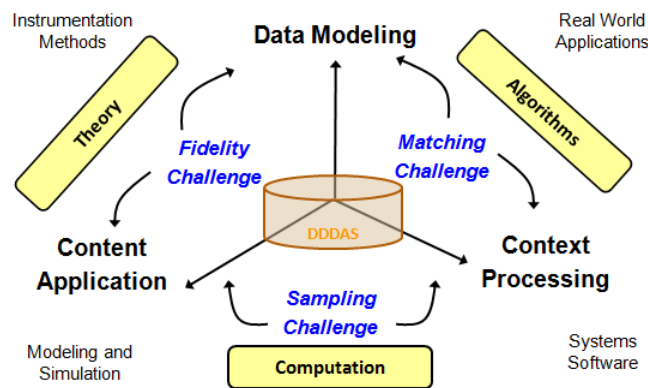 Instrumentation
Methods
Data Modeling
Real World
Applications
Theory
Algorithms
Fidelity
Challenge
Matching
Challenge
DDDAS
Content
Application
Context
Processing
Sampling
Challenge
Modeling and
Simulation
Computation
Systems
Software